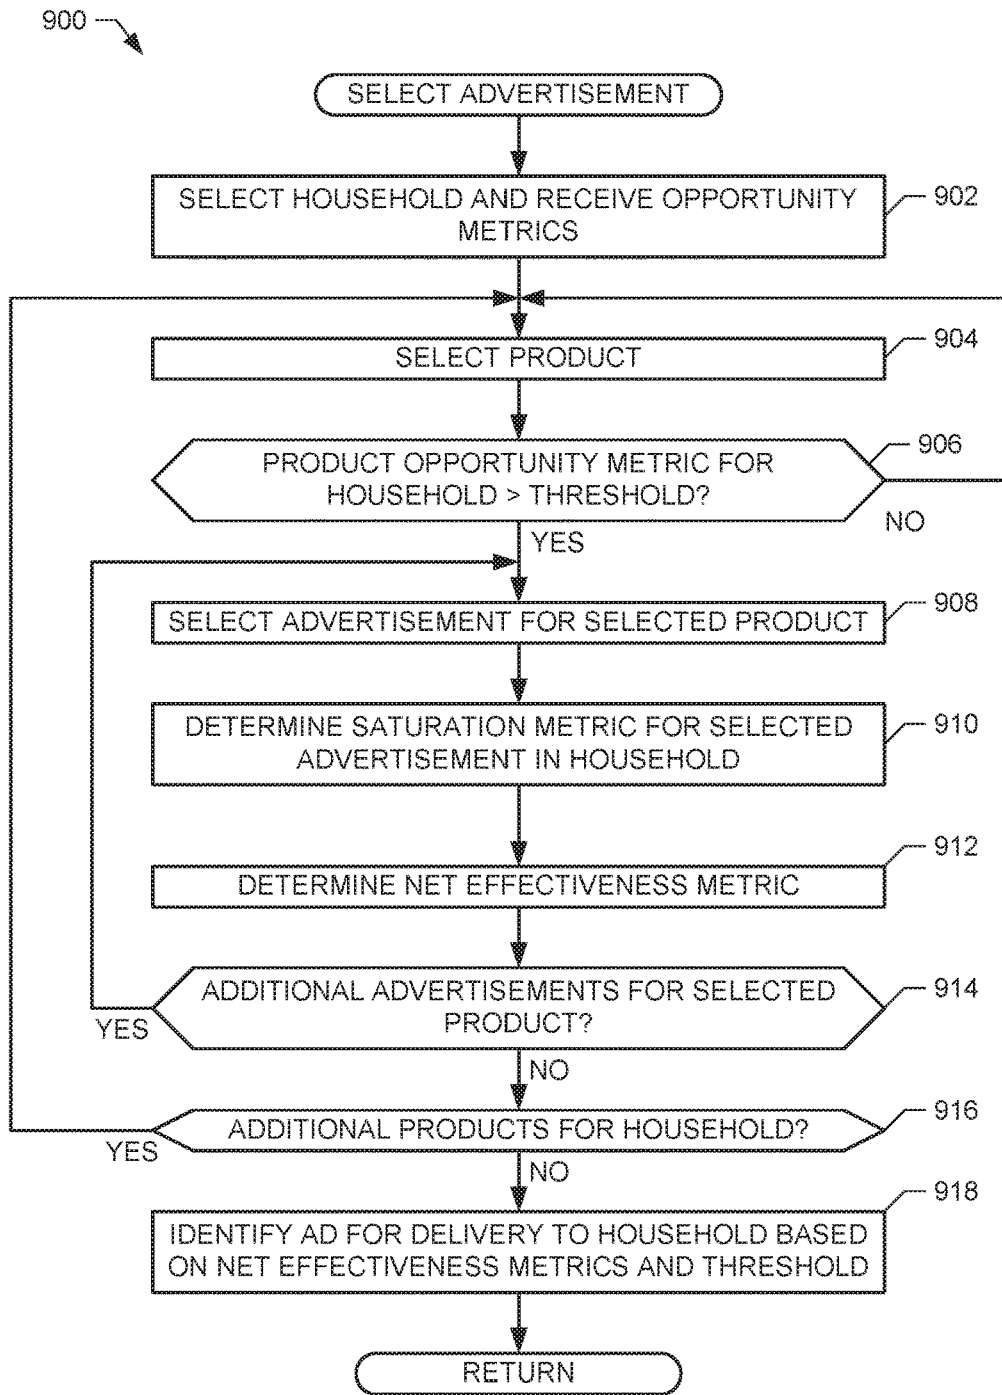 900
SELECT ADVERTISEMENT
SELECT HOUSEHOLD AND RECEIVE OPPORTUNITY
METRICS
902
SELECT PRODUCT
904
PRODUCT OPPORTUNITY METRIC FOR
HOUSEHOLD > THRESHOLD?
906
NO
YES
SELECT ADVERTISEMENT FOR SELECTED PRODUCT
908
DETERMINE SATURATION METRIC FOR SELECTED
ADVERTISEMENT IN HOUSEHOLD
910
DETERMINE NET EFFECTIVENESS METRIC
912
ADDITIONAL ADVERTISEMENTS FOR SELECTED
PRODUCT?
914
YES
NO
ADDITIONAL PRODUCTS FOR HOUSEHOLD?
916
YES
NO
IDENTIFY AD FOR DELIVERY TO HOUSEHOLD BASED
ON NET EFFECTIVENESS METRICS AND THRESHOLD
918
RETURN